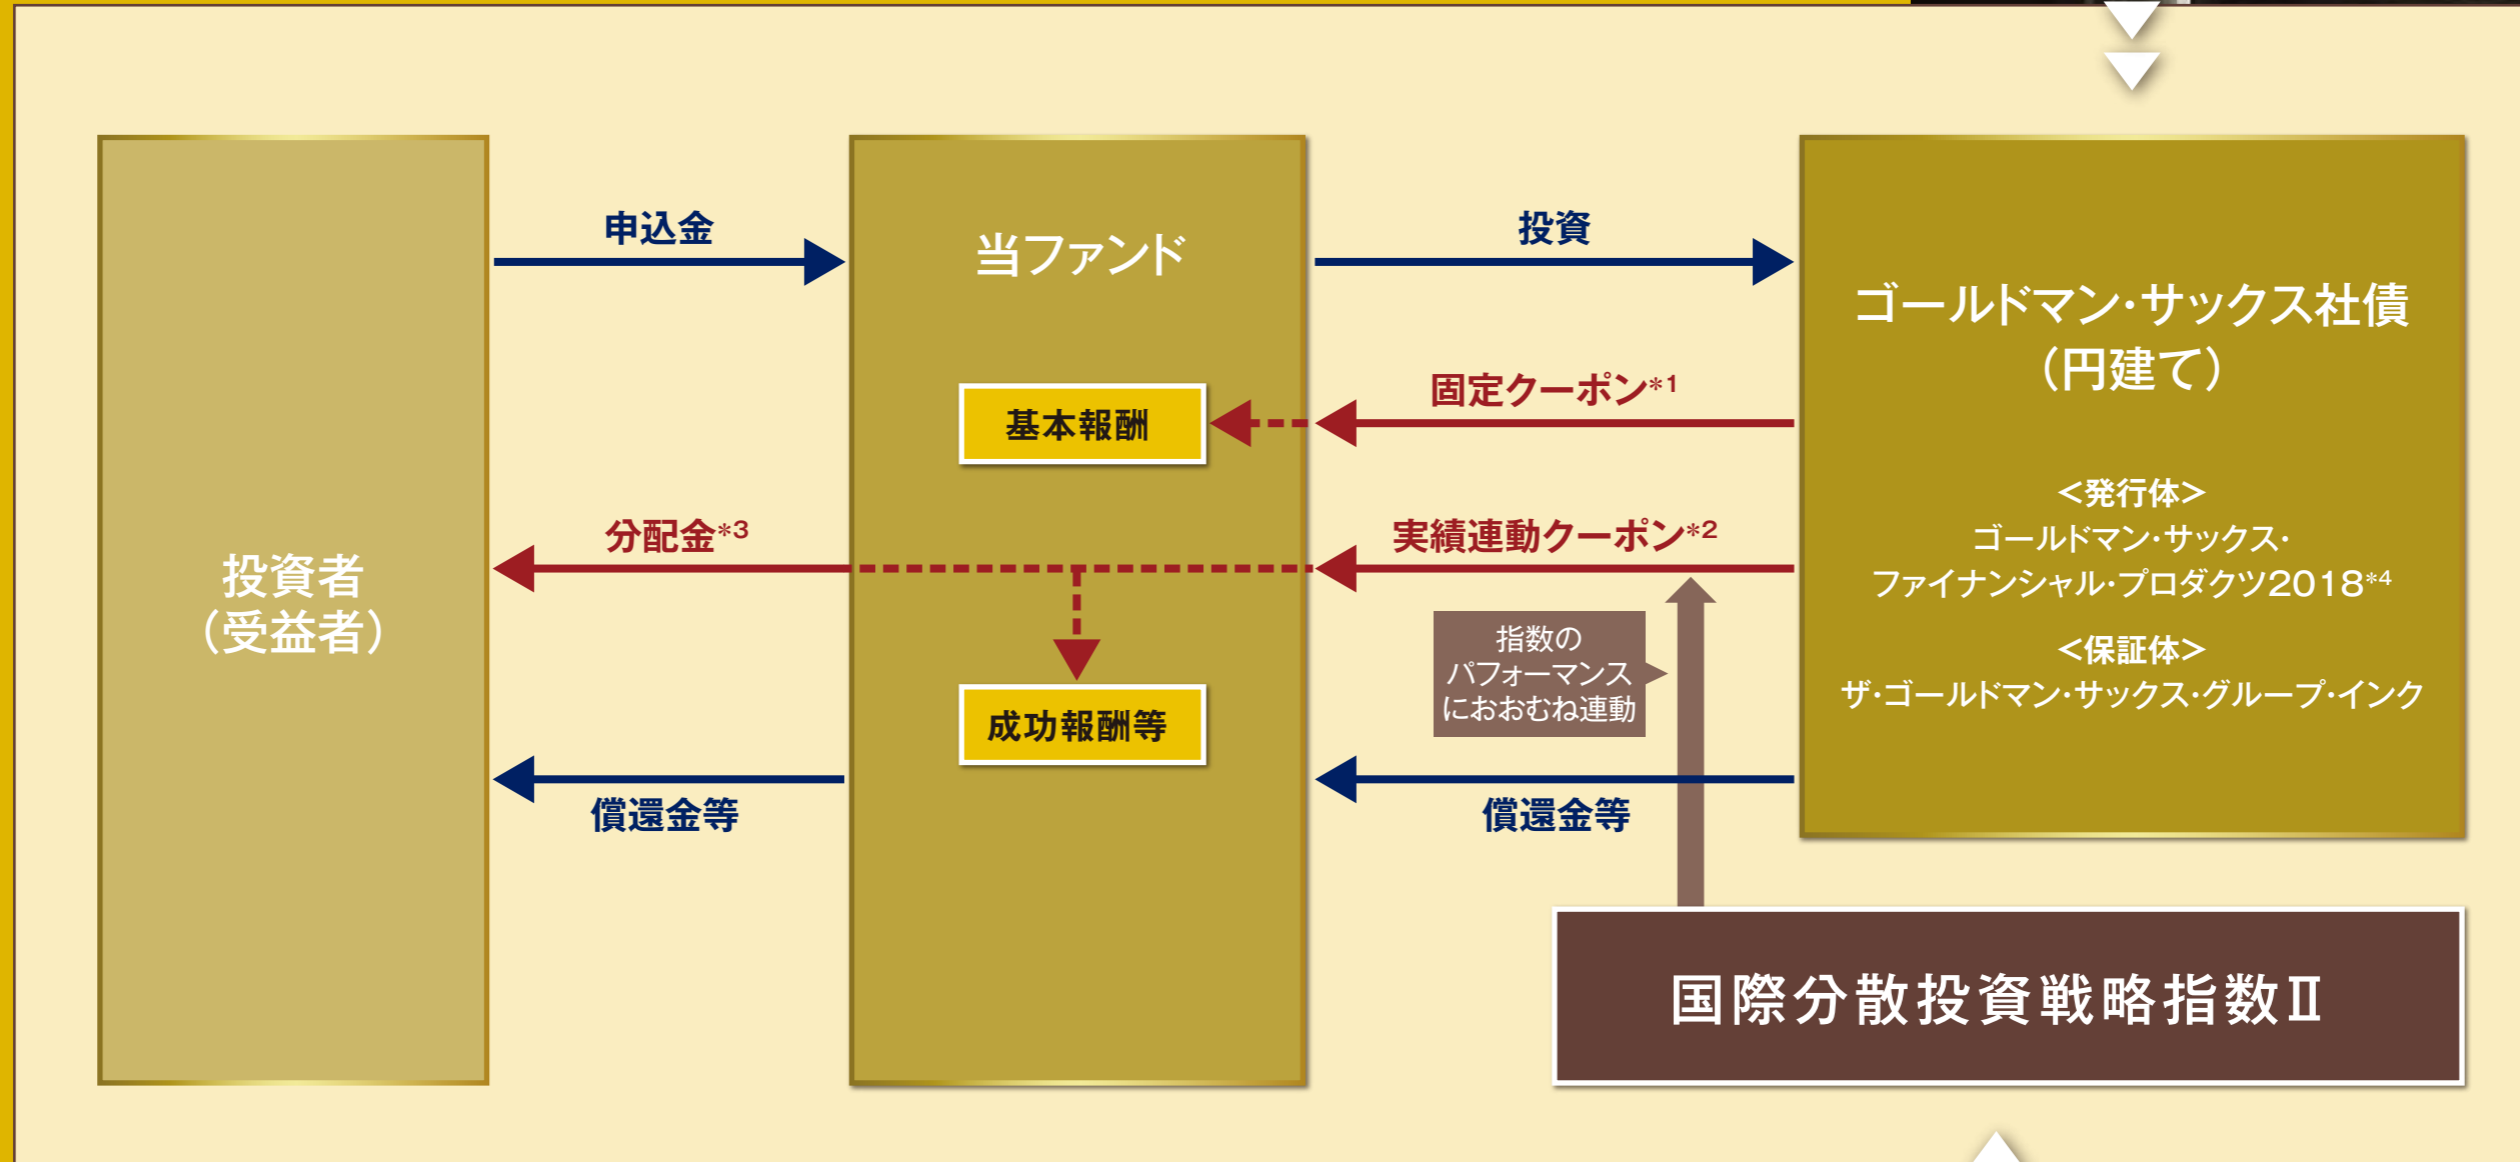 投資者
（受益者）
申込金
分配金*3
償還金等
当ファンド
基本報酬
成功報酬等
投資
固定クーポン*1
実績連動クーポン*2
指数の
パフォーマンス
におおむね連動
償還金等
ゴールドマン・サックス社債
（円建て）
＜発行体＞
ゴールドマン・サックス・
ファイナンシャル・プロダクツ2018*4
＜保証体＞
ザ・ゴールドマン・サックス・グループ・インク
国際分散投資戦略指数Ⅱ